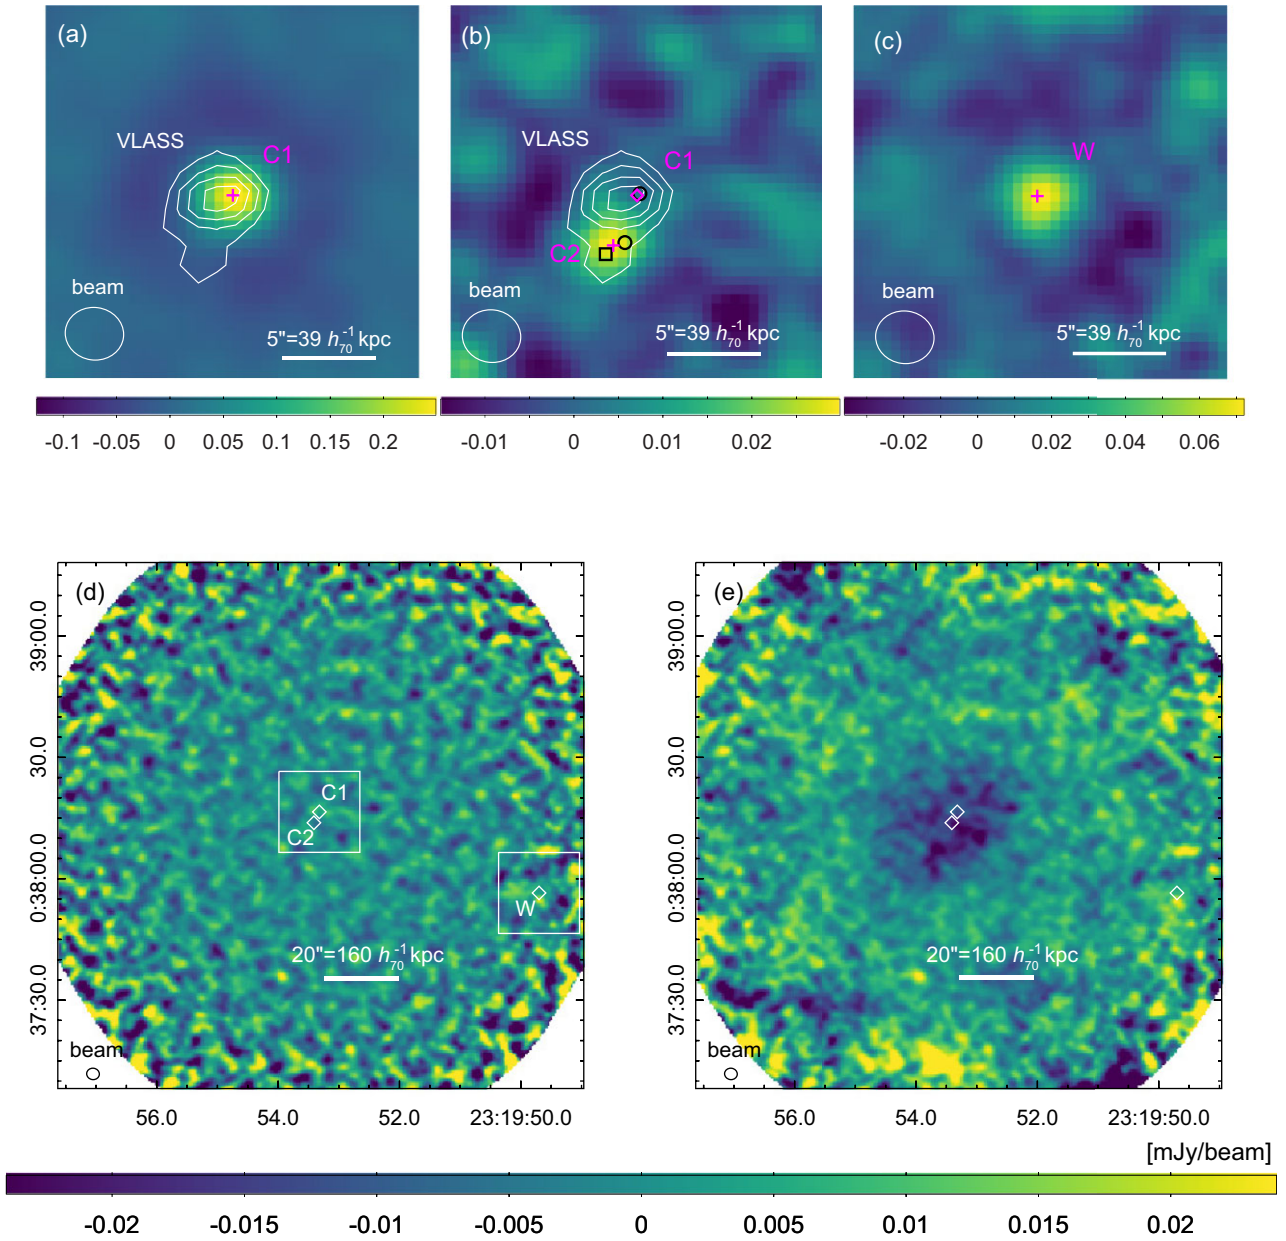 (a)
VLASS
C1
beam
5"=39 h₇₀⁻¹ kpc
(b)
VLASS
C1
C2
beam
5"=39 h₇₀⁻¹ kpc
(c)
W
beam
5"=39 h₇₀⁻¹ kpc
-0.1 -0.05 0 0.05 0.1 0.15 0.2
-0.01 0 0.01 0.02
-0.02 0 0.02 0.04 0.06
(d)
39:00.0
30.0
0:38:00.0
37:30.0
C1
C2
W
20"=160 h₇₀⁻¹ kpc
beam
56.0 54.0 52.0 23:19:50.0
(e)
39:00.0
30.0
0:38:00.0
37:30.0
20"=160 h₇₀⁻¹ kpc
beam
56.0 54.0 52.0 23:19:50.0
[mJy/beam]
-0.02 -0.015 -0.01 -0.005 0 0.005 0.01 0.015 0.02